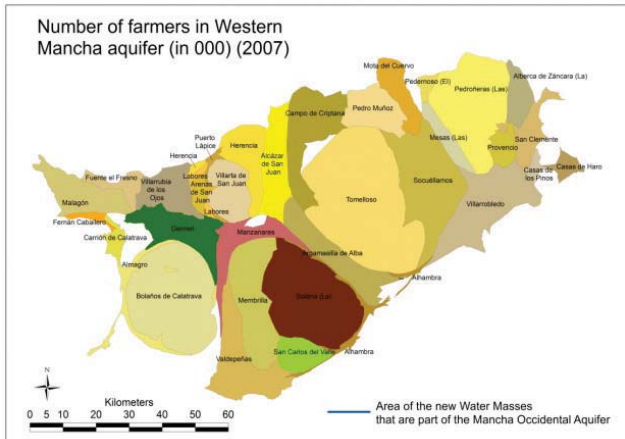 Number of farmers in Western
Mancha aquifer (in 000) (2007)
Mota del Cuervo
Pedernoso (El)
Pedroñeras (Las)
Alberca de Záncara (La)
Campo de Criptana
Pedro Muñoz
Puerto
Lápice
Herencia
Herencia
Alcázar
de San
Juan
Mesas (Las)
San Clemente
Provencio
Casas de Haro
Casas de
los Pinos
Fuente el Fresno
Villarrubia
de los
Ojos
Labores
Arenas
de San
Juan
Villarta de
San Juan
Malagón
Tomelloso
Socuéllamos
Villarrobledo
Labores
Fernán Caballero
Carrión de Calatrava
Daimiel
Manzanares
Argamasilla de Alba
Almagro
Alhambra
Bolaños de Calatrava
Membrilla
Solana (La)
San Carlos del Valle
Alhambra
Valdepeñas
N
Kilometers
0 5 10 20 30 40 50 60
Area of the new Water Masses
that are part of the Mancha Occidental Aquifer